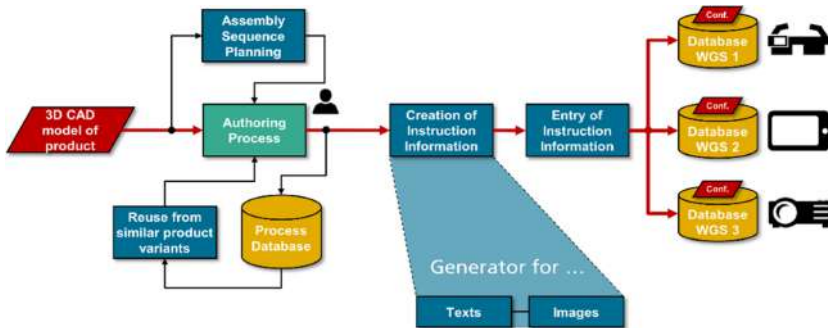 Assembly
Sequence
Planning
3D CAD
model of
product
Authoring
Process
Creation of
Instruction
Information
Entry of
Instruction
Information
Conf.
Database
WGS 1
Conf.
Database
WGS 2
Conf.
Database
WGS 3
Reuse from
similar product
variants
Process
Database
Generator for ...
Texts
Images